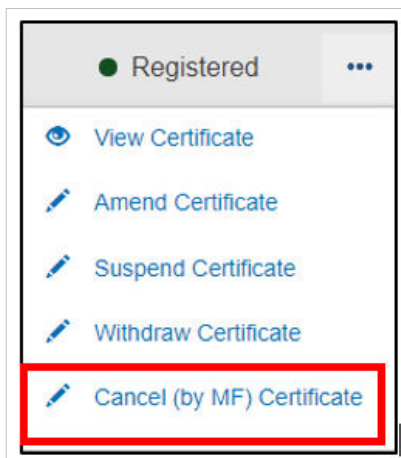 Registered
View Certificate
Amend Certificate
Suspend Certificate
Withdraw Certificate
Cancel (by MF) Certificate